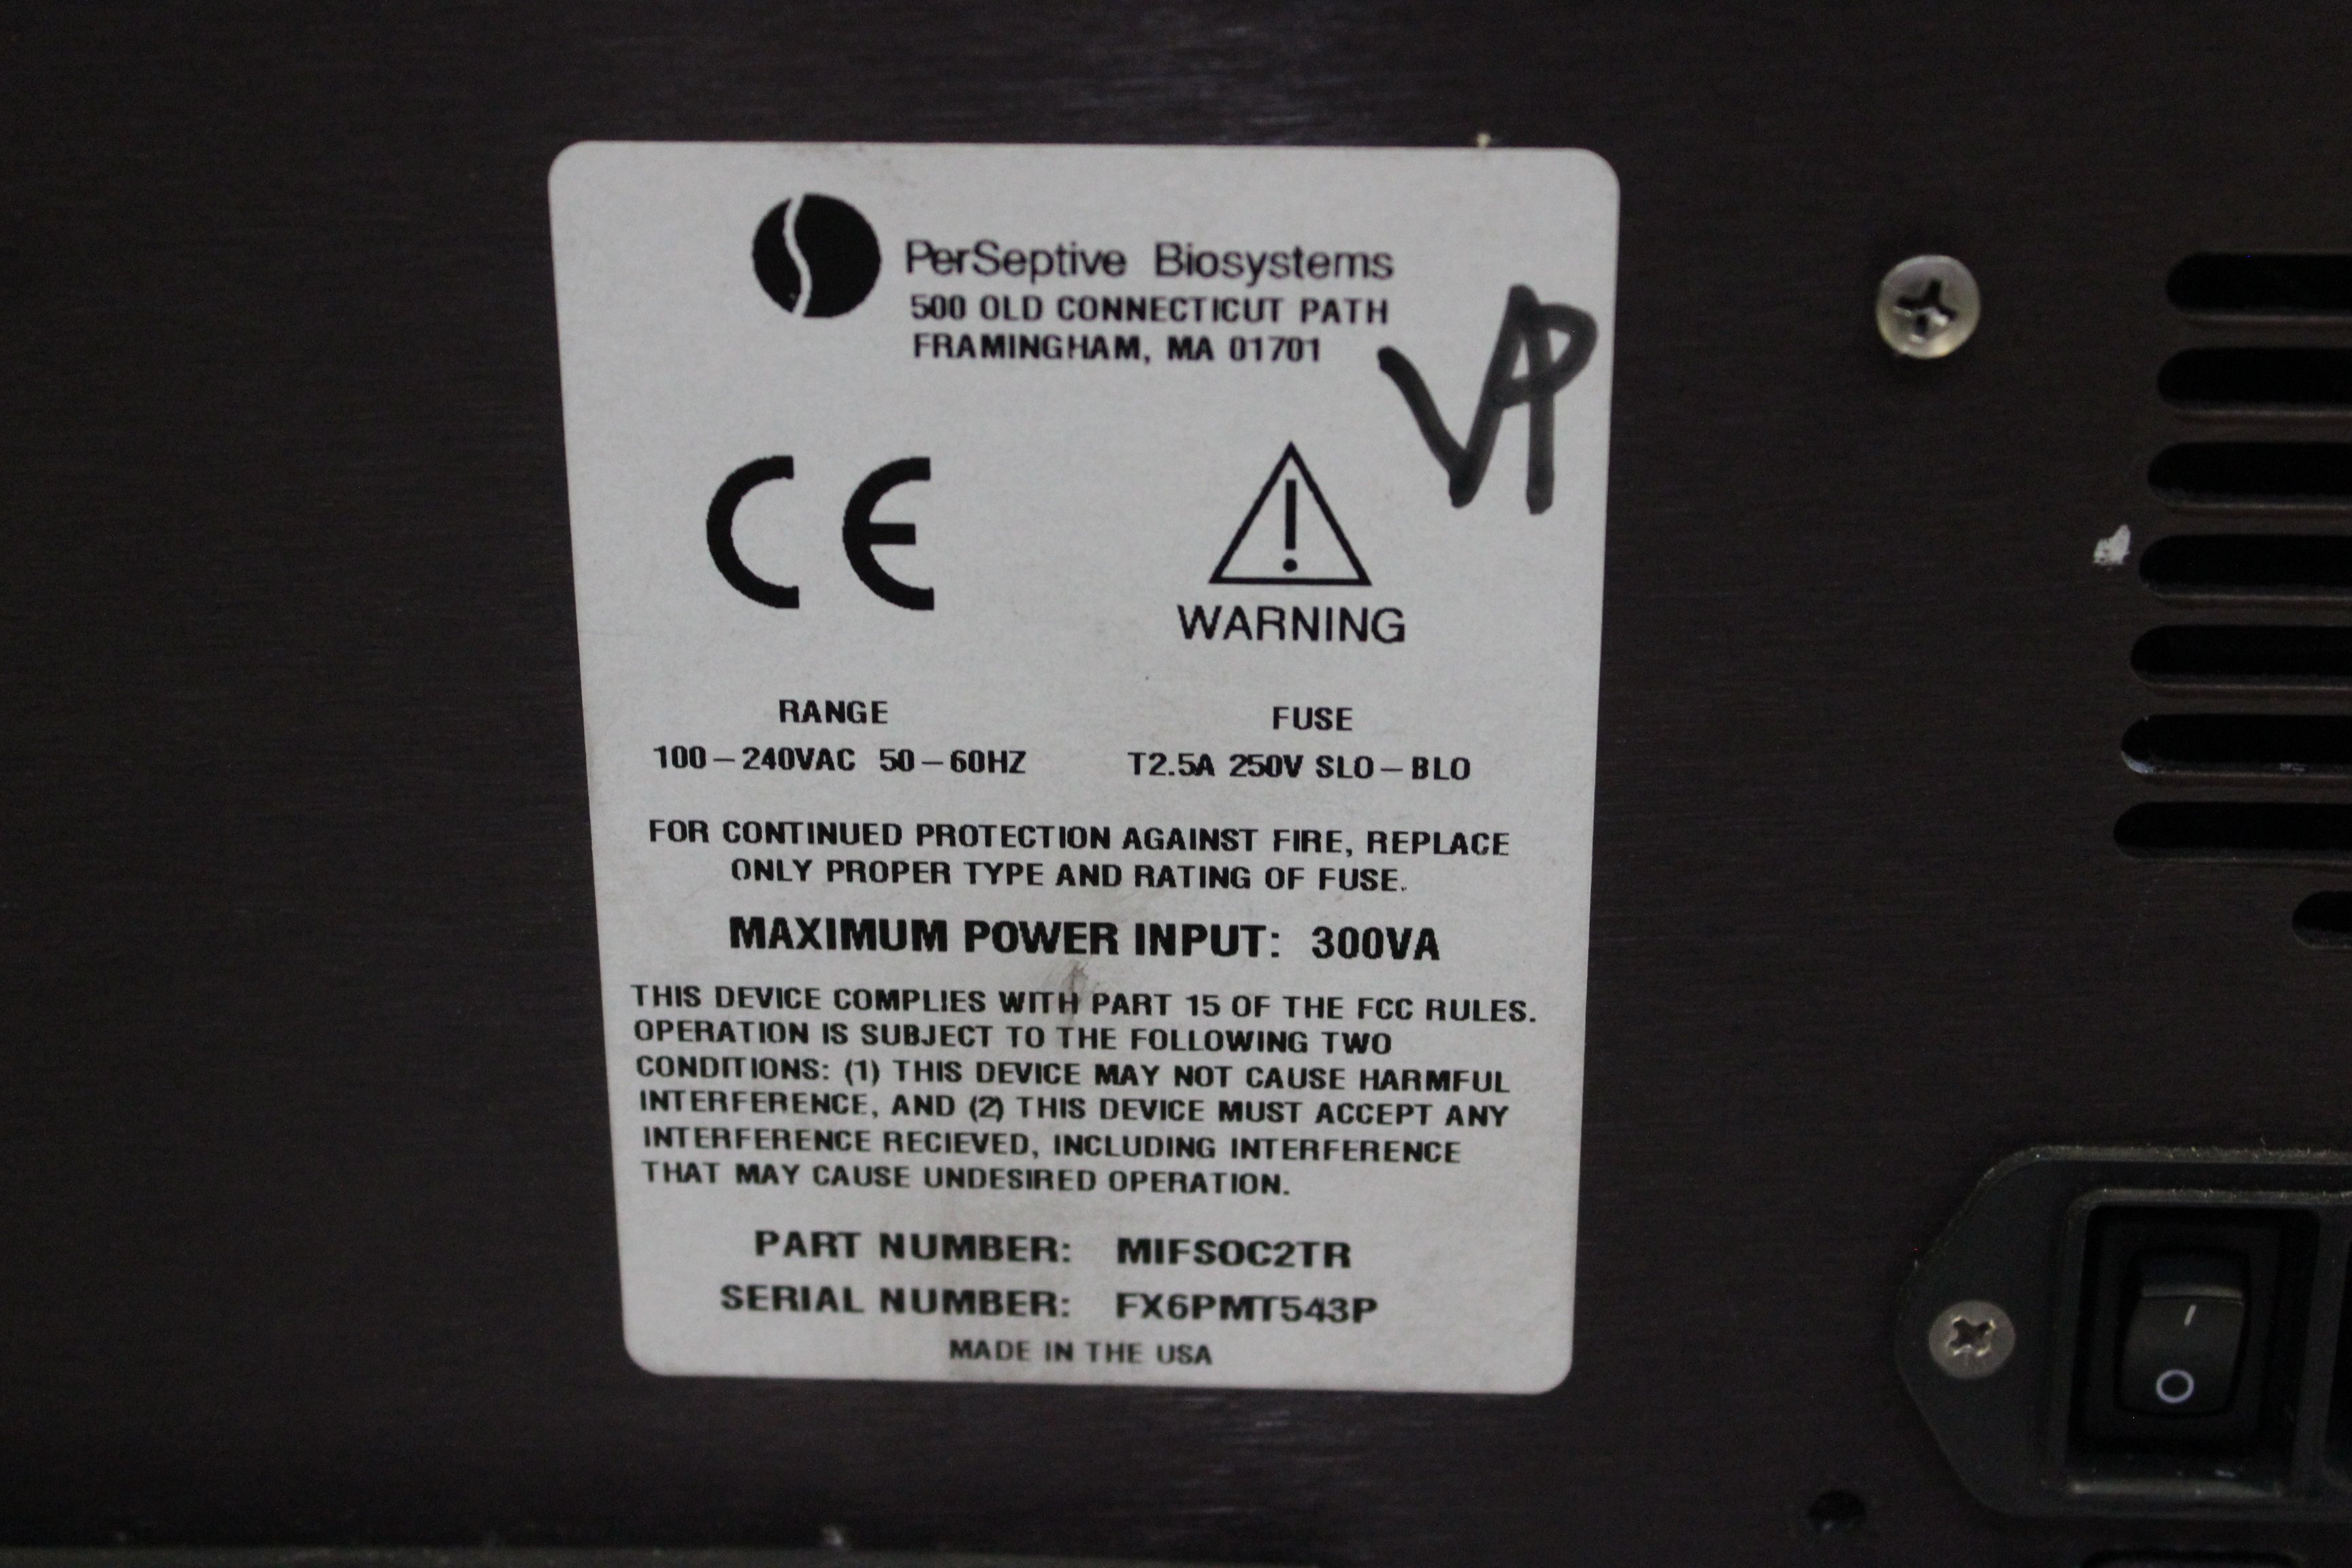 PerSeptive Biosystems
500 OLD CONNECTICUT PATH
FRAMINGHAM, MA 01701
VP
CE
WARNING
RANGE FUSE
100-240VAC 50-60HZ T2.5A 250V SLO-BLO
FOR CONTINUED PROTECTION AGAINST FIRE, REPLACE
ONLY PROPER TYPE AND RATING OF FUSE.
MAXIMUM POWER INPUT: 300VA
THIS DEVICE COMPLIES WITH PART 15 OF THE FCC RULES.
OPERATION IS SUBJECT TO THE FOLLOWING TWO
CONDITIONS: (1) THIS DEVICE MAY NOT CAUSE HARMFUL
INTERFERENCE, AND (2) THIS DEVICE MUST ACCEPT ANY
INTERFERENCE RECIEVED, INCLUDING INTERFERENCE
THAT MAY CAUSE UNDESIRED OPERATION.
PART NUMBER: MIFSOC2TR
SERIAL NUMBER: FX6PMT543P
MADE IN THE USA